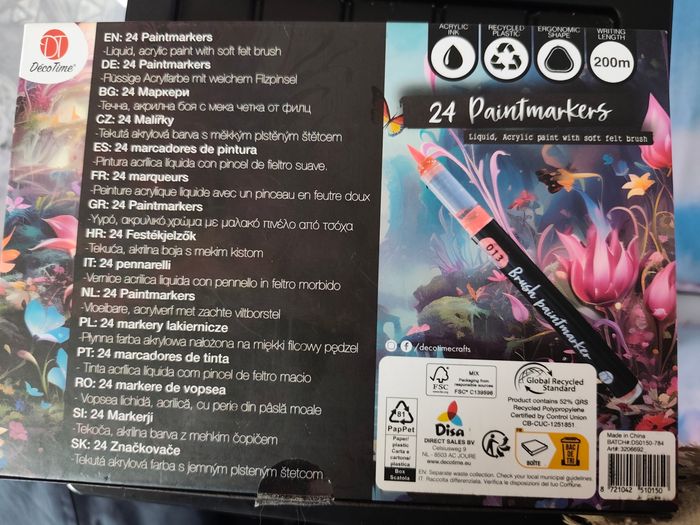 DT
DécoTime®
EN: 24 Paintmarkers
-Liquid, acrylic paint with soft felt brush
DE: 24 Paintmarkers
-Flüssige Acrylfarbe mit weichem Filzpinsel
BG: 24 Маркери
-Течна, акрилна боя с мека четка от филц
CZ: 24 Malířky
-Tekutá akrylová barva s měkkým plstěným štětcem
ES: 24 marcadores de pintura
-Pintura acrílica líquida con pincel de fieltro suave.
FR: 24 marqueurs
-Peinture acrylique liquide avec un pinceau en feutre doux
GR: 24 Paintmarkers
-Υγρό, ακρυλικό χρώμα με μαλακό πινέλο από τσόχα
HR: 24 Festékjelzők
-Tekuća, akrilna boja s mekim kistom
IT: 24 pennarelli
-Vernice acrilica liquida con pennello in feltro morbido
NL: 24 Paintmarkers
-Vloeibare, acrylverf met zachte viltborstel
PL: 24 markery lakiernicze
-Płynna farba akrylowa nałożona na miękki filcowy pędzel
PT: 24 marcadores de tinta
- Tinta acrílica líquida com pincel de feltro macio
RO: 24 markere de vopsea
-Vopsea lichidă, acrilică, cu perie din pâslă moale
SI: 24 Markerji
-Tekoča, akrilna barva z mehkim čopičem
SK: 24 Značkovače
-Tekutá akrylová farba s jemným plsteným štetcom
ACRYLIC INK
RECYCLED PLASTIC
ERGONOMIC SHAPE
WRITING LENGTH
200m
24 Paintmarkers
Liquid, Acrylic paint with soft felt brush
013
Brush paintmarker
/decotimecrafts
FSC
MIX
Packaging from
responsible sources
FSC® C139596
Global Recycled
Standard
Product contains 52% GRS
Recycled Polypropylene
Certified by Control Union
CB-CUC-1251851
81
PapPet
Paper/
plastic
Carta e
cartone/
plastica
Box
Scatola
Disa
DIRECT SALES BV
Celsiusweg 9
NL - 8503 AC JOURE
www.decotime.eu
BOÎTE
BAC DE TRI
EN: Separate waste collection. Check your local municipal guidelines.
IT: Raccolta differenziata. Verifica le disposizioni del tuo Comune.
Made in China
BATCH#:DS0150-784
Art#: 3206692
8 721042 510150